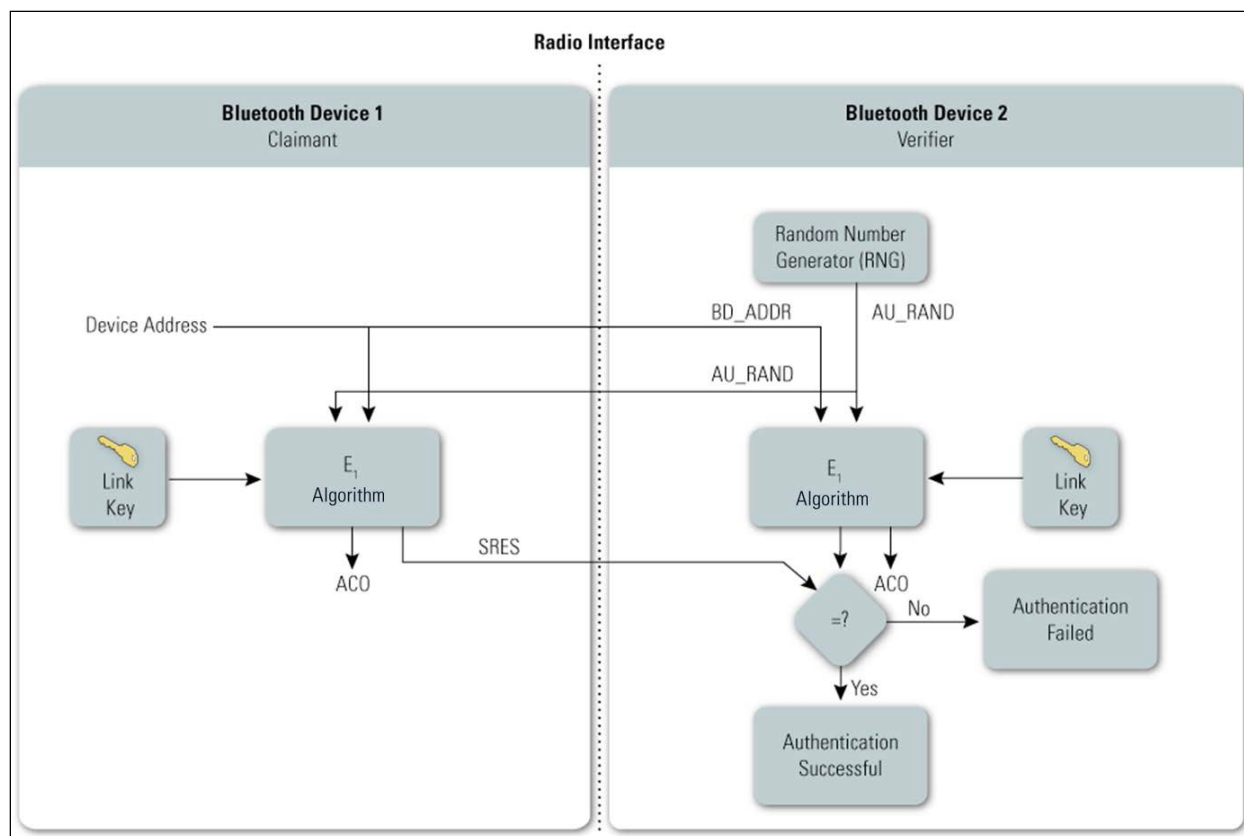 Radio Interface
Bluetooth Device 1
Claimant
Bluetooth Device 2
Verifier
Random Number
Generator (RNG)
Device Address
BD_ADDR
AU_RAND
AU_RAND
Link
Key
E1
Algorithm
E1
Algorithm
Link
Key
SRES
ACO
ACO
=?
No
Authentication
Failed
Yes
Authentication
Successful